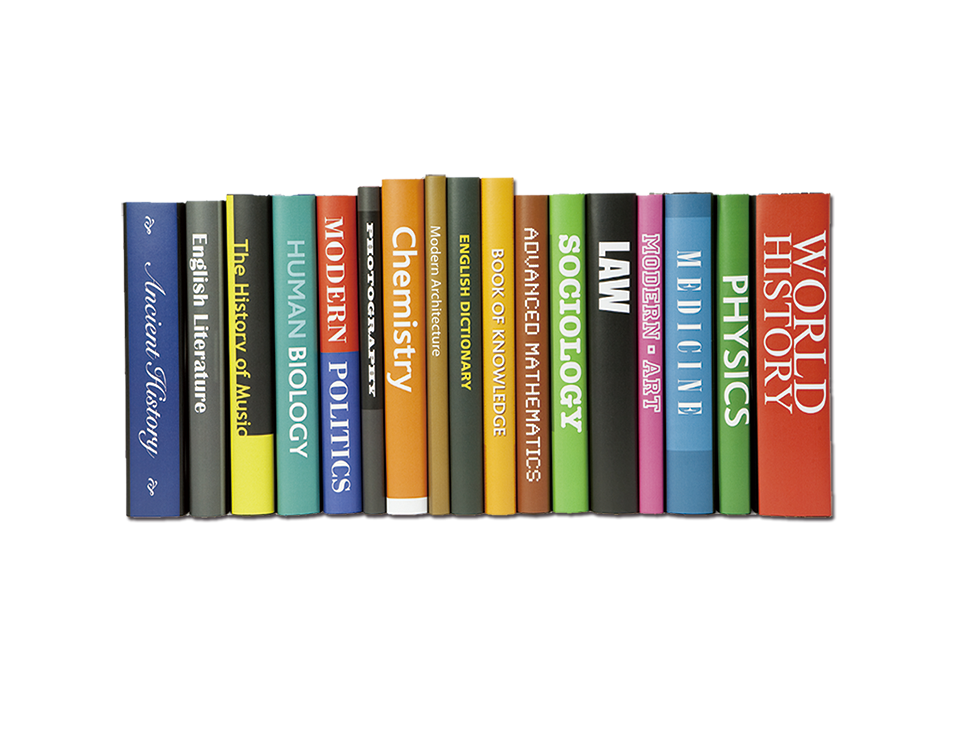 Ancient History
English Literature
The History of Music
HUMAN BIOLOGY
MODERN POLITICS
PHOTOGRAPHY
Chemistry
Modern Architecture
ENGLISH DICTIONARY
BOOK OF KNOWLEDGE
ADVANCED MATHEMATICS
SOCIOLOGY
LAW
MODERN ▪ ART
MEDICINE
PHYSICS
WORLD
HISTORY